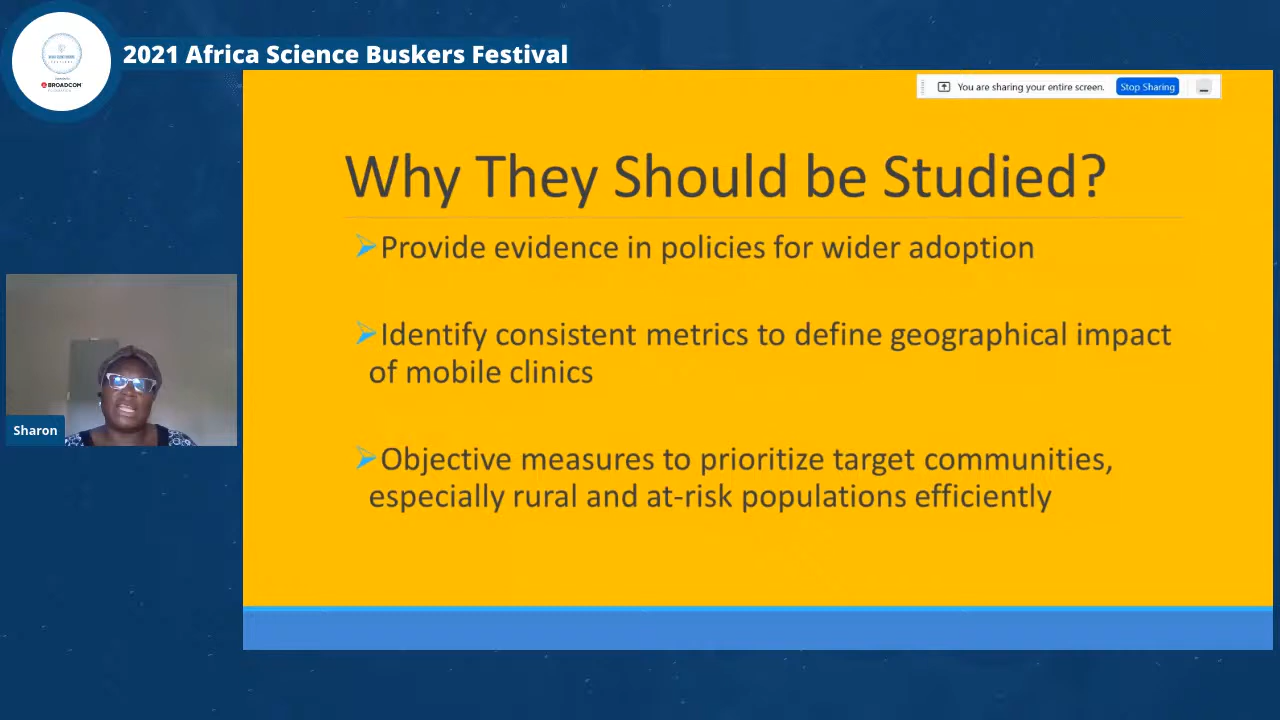 2021 Africa Science Buskers Festival
BROADCOM
You are sharing your entire screen.
Stop Sharing
Why They Should be Studied?
Provide evidence in policies for wider adoption
Identify consistent metrics to define geographical impact
of mobile clinics
Objective measures to prioritize target communities,
especially rural and at-risk populations efficiently
Sharon